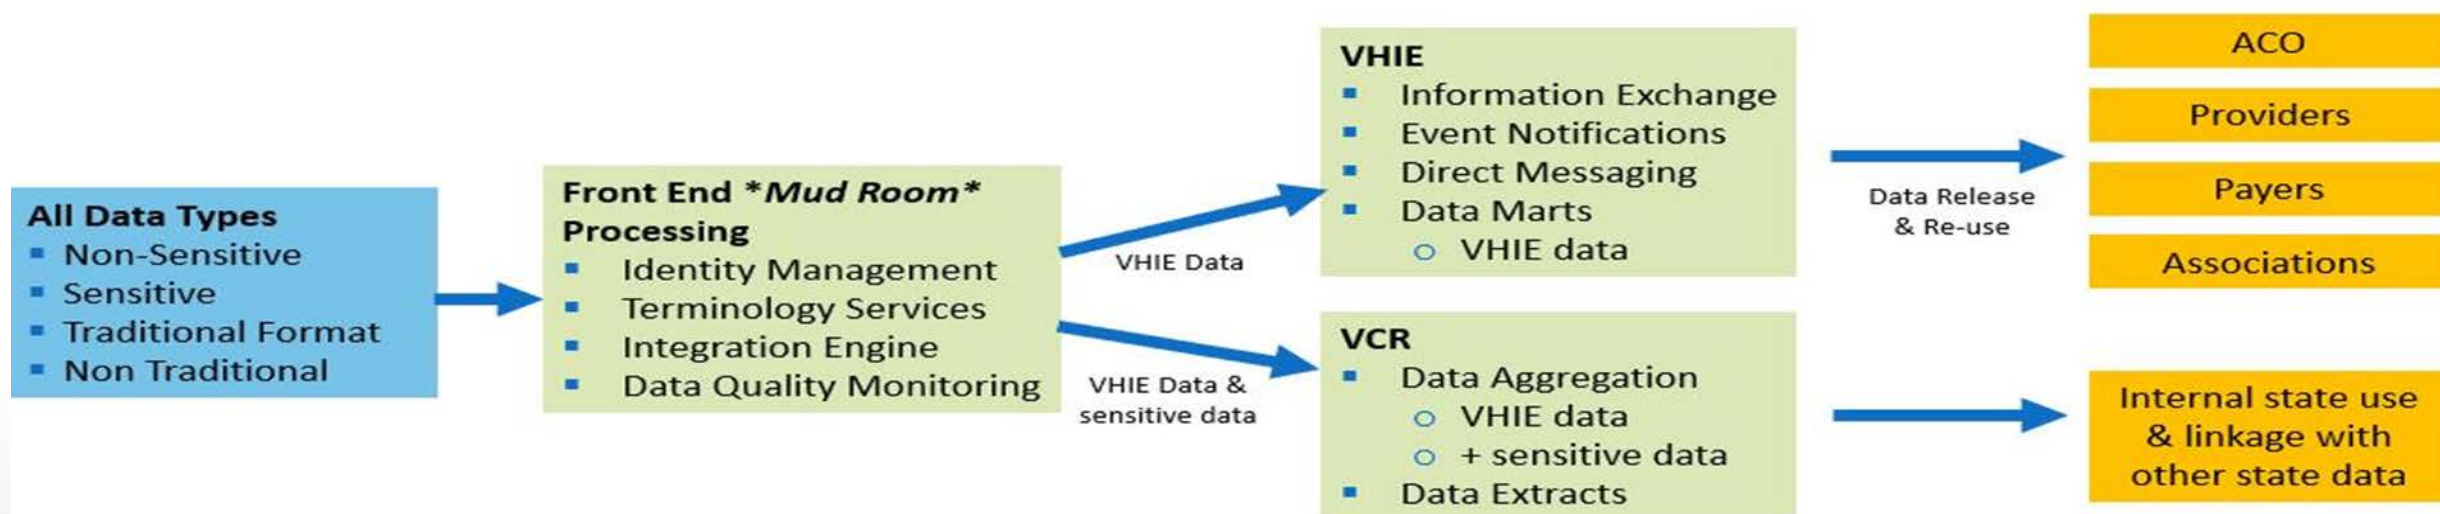 All Data Types
▪ Non-Sensitive
▪ Sensitive
▪ Traditional Format
▪ Non Traditional
Front End *Mud Room*
Processing
▪ Identity Management
▪ Terminology Services
▪ Integration Engine
▪ Data Quality Monitoring
VHIE Data
VHIE Data &
sensitive data
VHIE
▪ Information Exchange
▪ Event Notifications
▪ Direct Messaging
▪ Data Marts
o VHIE data
VCR
▪ Data Aggregation
o VHIE data
o + sensitive data
▪ Data Extracts
Data Release
& Re-use
ACO
Providers
Payers
Associations
Internal state use
& linkage with
other state data